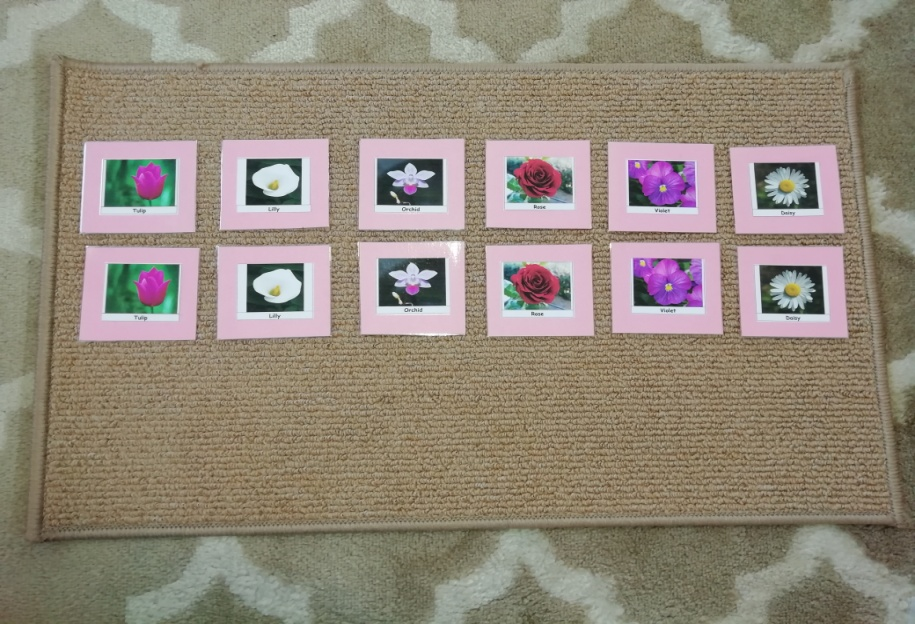 Tulip
Lilly
Orchid
Rose
Violet
Daisy
Tulip
Lilly
Orchid
Rose
Violet
Daisy